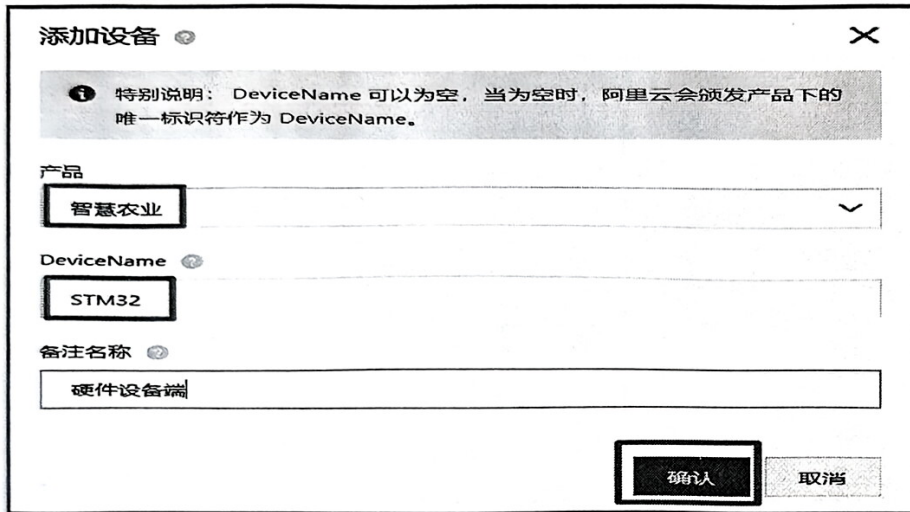 添加设备
特别说明： DeviceName 可以为空，当为空时，阿里云会颁发产品下的
唯一标识符作为 DeviceName。
产品
智慧农业
DeviceName
STM32
备注名称
硬件设备端
确认
取消